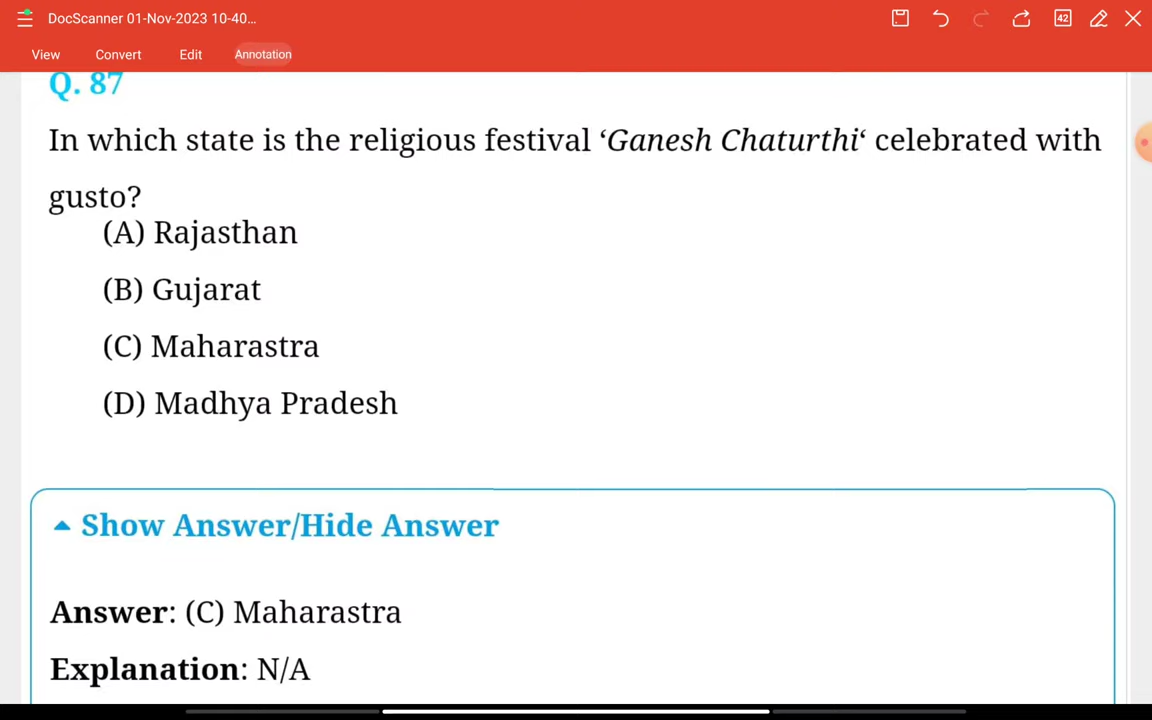 DocScanner 01-Nov-2023 10-40...
42
View Convert Edit Annotation
Q. 87
In which state is the religious festival ‘Ganesh Chaturthi‘ celebrated with
gusto?
(A) Rajasthan
(B) Gujarat
(C) Maharastra
(D) Madhya Pradesh
Show Answer/Hide Answer
Answer: (C) Maharastra
Explanation: N/A